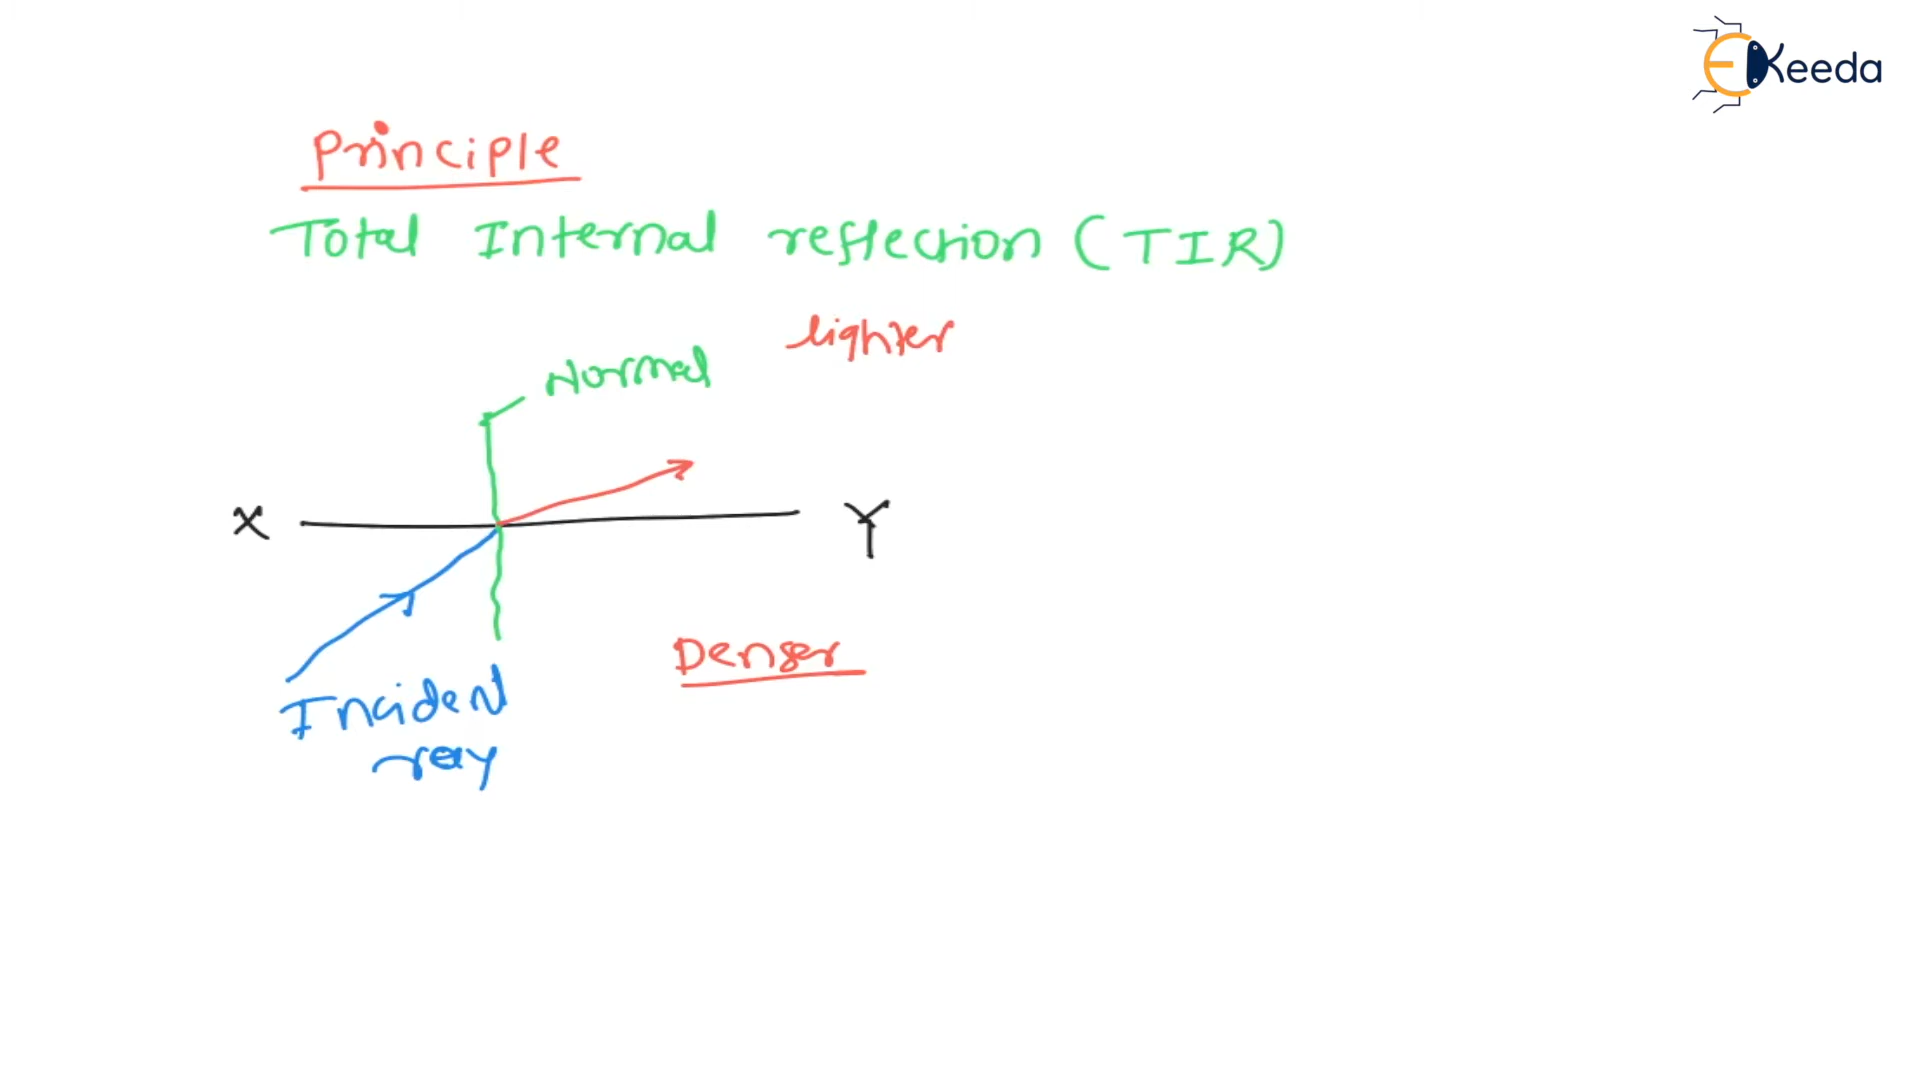 EKeeda
Principle
Total Internal reflection (TIR)
lighter
Normal
X
Y
Denser
Incident
ray